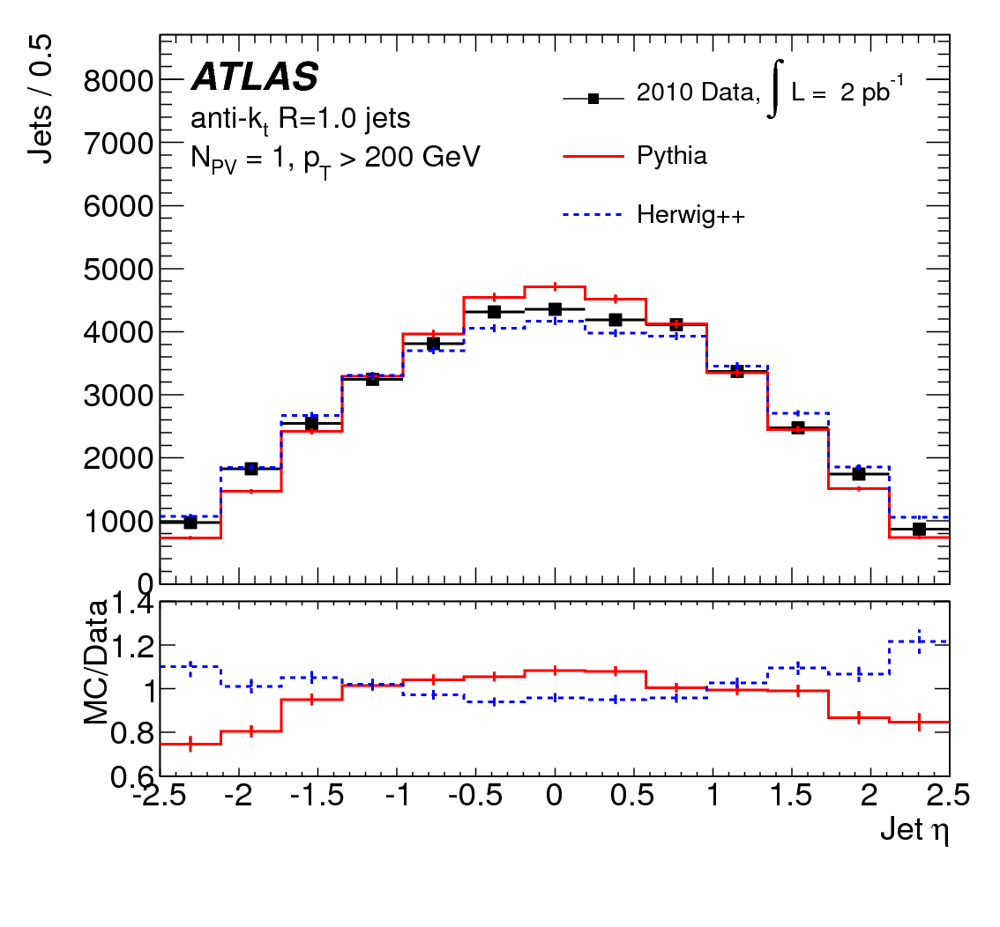 Jets / 0.5
8000
7000
6000
5000
4000
3000
2000
1000
0
ATLAS
anti-kt R=1.0 jets
NPV = 1, pT > 200 GeV
2010 Data, ∫ L = 2 pb-1
Pythia
Herwig++
MC/Data
1.4
1.2
1
0.8
0.6
-2.5 -2 -1.5 -1 -0.5 0 0.5 1 1.5 2 2.5
Jet η